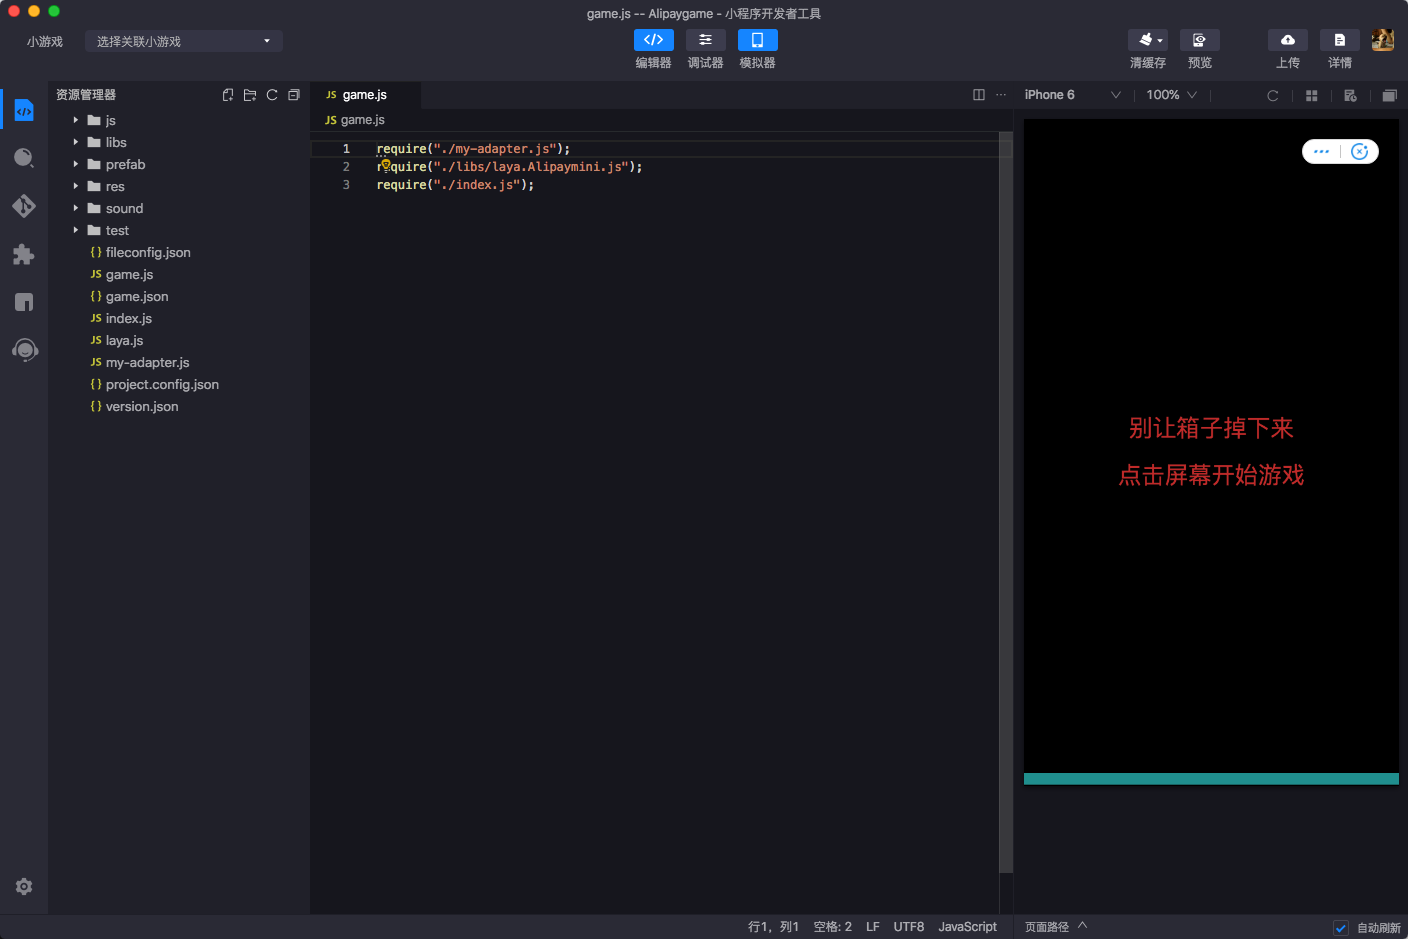 game.js -- Alipaygame - 小程序开发者工具
小游戏
选择关联小游戏
编辑器
调试器
模拟器
清缓存
预览
上传
详情
资源管理器
js
libs
prefab
res
sound
test
{} fileconfig.json
JS game.js
{} game.json
JS index.js
JS laya.js
JS my-adapter.js
{} project.config.json
{} version.json
JS game.js
JS game.js
1 require("./my-adapter.js");
2 require("./libs/laya.Alipaymini.js");
3 require("./index.js");
iPhone 6
100%
别让箱子掉下来
点击屏幕开始游戏
行1，列1 空格: 2 LF UTF8 JavaScript
页面路径
自动刷新